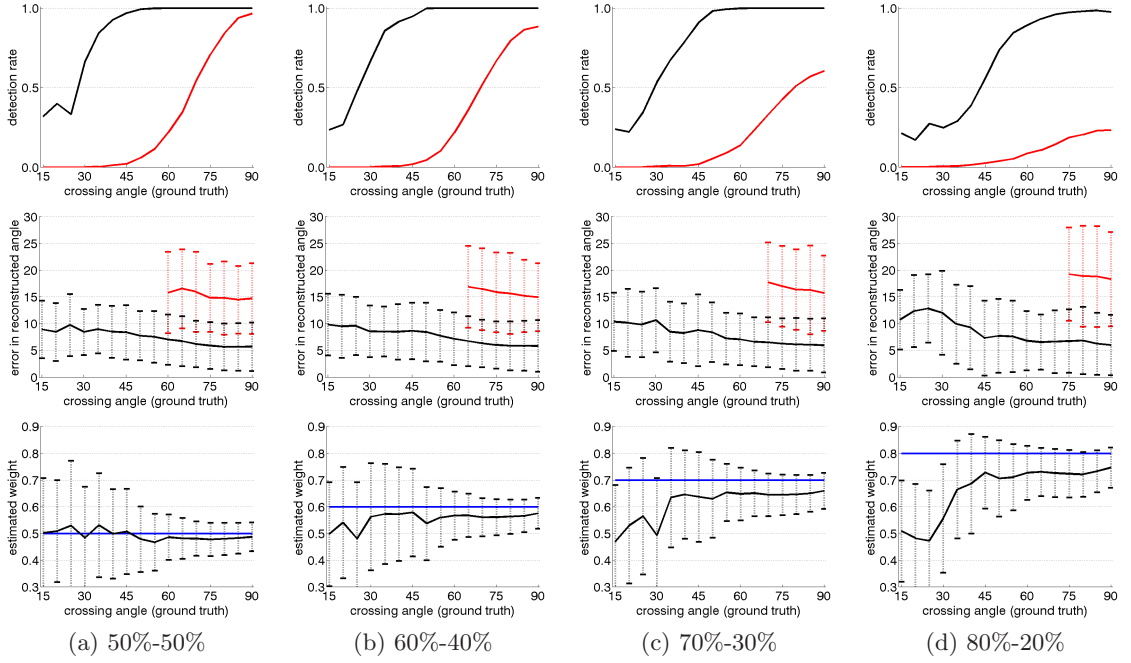 detection rate
1.0
0.5
0.0
15 30 45 60 75 90
crossing angle (ground truth)
detection rate
1.0
0.5
0.0
15 30 45 60 75 90
crossing angle (ground truth)
detection rate
1.0
0.5
0.0
15 30 45 60 75 90
crossing angle (ground truth)
detection rate
1.0
0.5
0.0
15 30 45 60 75 90
crossing angle (ground truth)
error in reconstructed angle
30
25
20
15
10
5
0
15 30 45 60 75 90
crossing angle (ground truth)
error in reconstructed angle
30
25
20
15
10
5
0
15 30 45 60 75 90
crossing angle (ground truth)
error in reconstructed angle
30
25
20
15
10
5
0
15 30 45 60 75 90
crossing angle (ground truth)
error in reconstructed angle
30
25
20
15
10
5
0
15 30 45 60 75 90
crossing angle (ground truth)
estimated weight
0.9
0.8
0.7
0.6
0.5
0.4
0.3
15 30 45 60 75 90
crossing angle (ground truth)
estimated weight
0.9
0.8
0.7
0.6
0.5
0.4
0.3
15 30 45 60 75 90
crossing angle (ground truth)
estimated weight
0.9
0.8
0.7
0.6
0.5
0.4
0.3
15 30 45 60 75 90
crossing angle (ground truth)
estimated weight
0.9
0.8
0.7
0.6
0.5
0.4
0.3
15 30 45 60 75 90
crossing angle (ground truth)
(a) 50%-50%
(b) 60%-40%
(c) 70%-30%
(d) 80%-20%